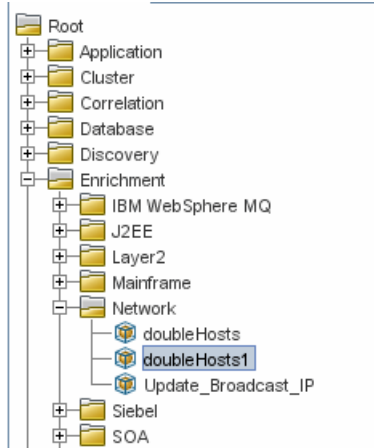 Root
Application
Cluster
Correlation
Database
Discovery
Enrichment
IBM WebSphere MQ
J2EE
Layer2
Mainframe
Network
doubleHosts
doubleHosts1
Update_Broadcast_IP
Siebel
SOA